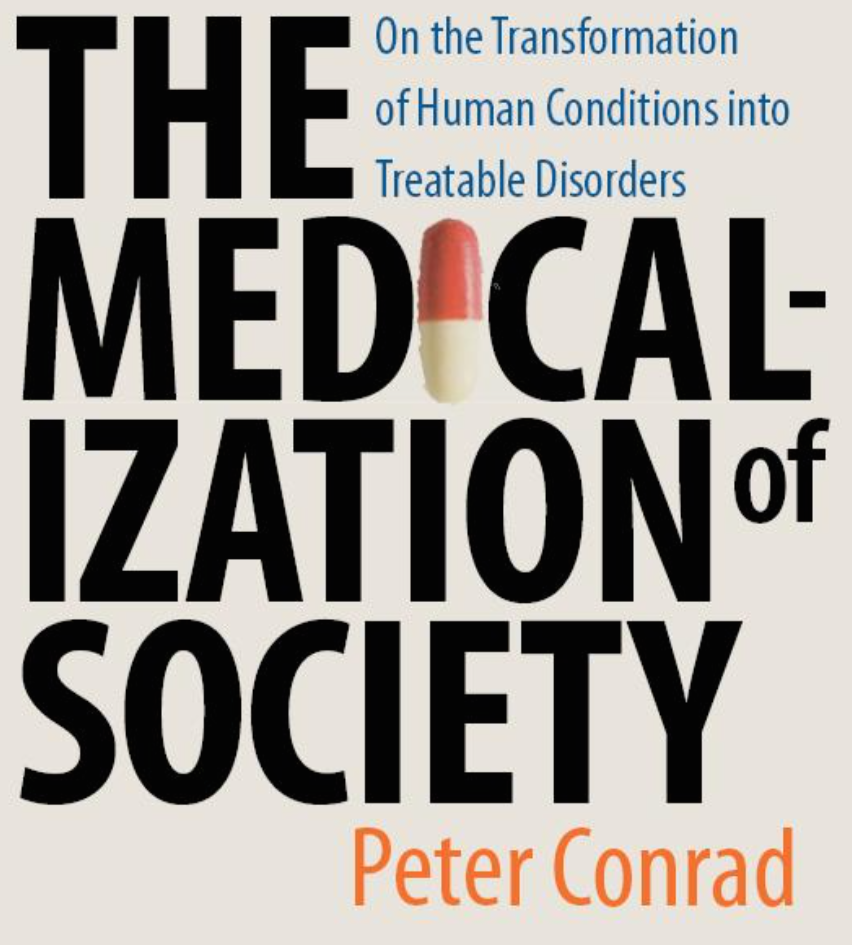 THE
On the Transformation
of Human Conditions into
Treatable Disorders
MEDICAL-
IZATION of
SOCIETY
Peter Conrad